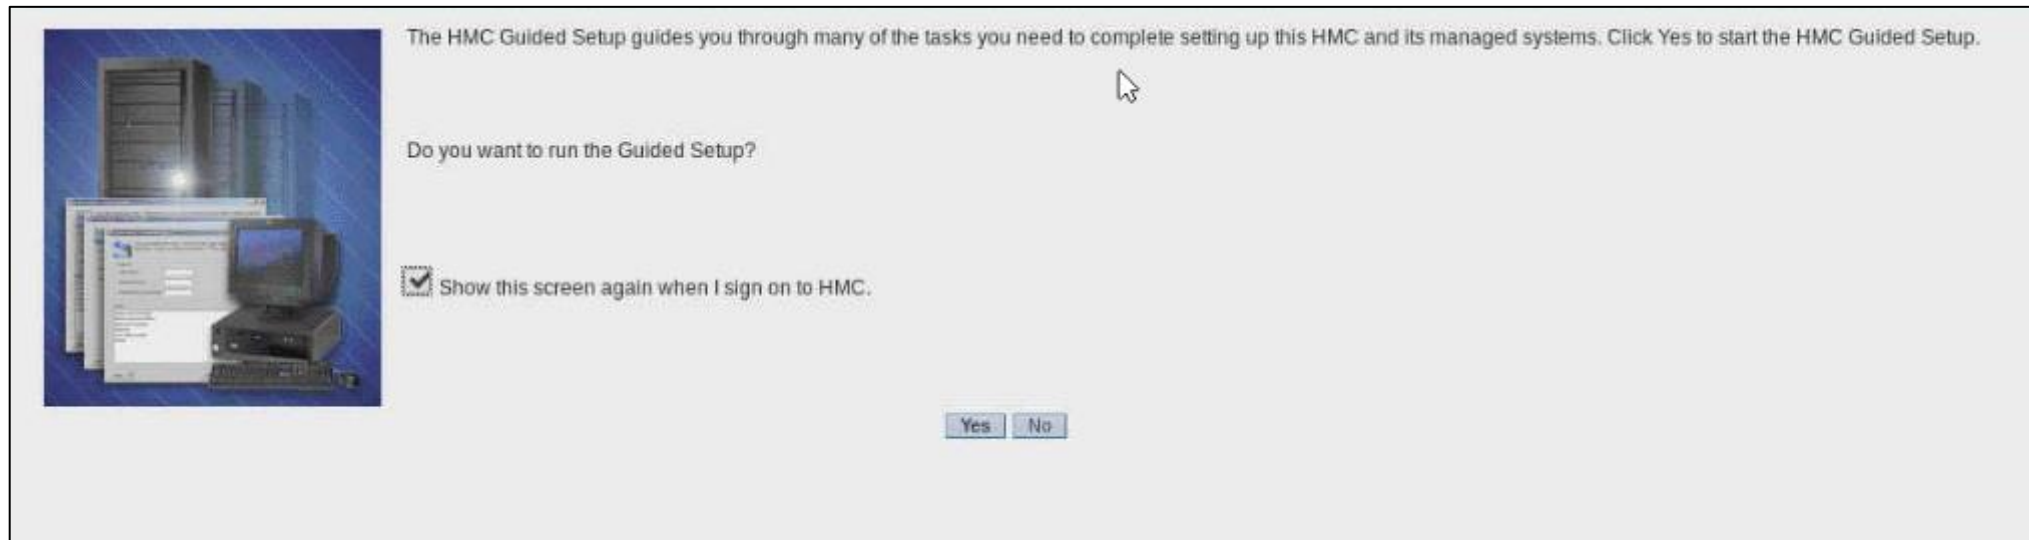 The HMC Guided Setup guides you through many of the tasks you need to complete setting up this HMC and its managed systems. Click Yes to start the HMC Guided Setup.
Do you want to run the Guided Setup?
Show this screen again when I sign on to HMC.
Yes No